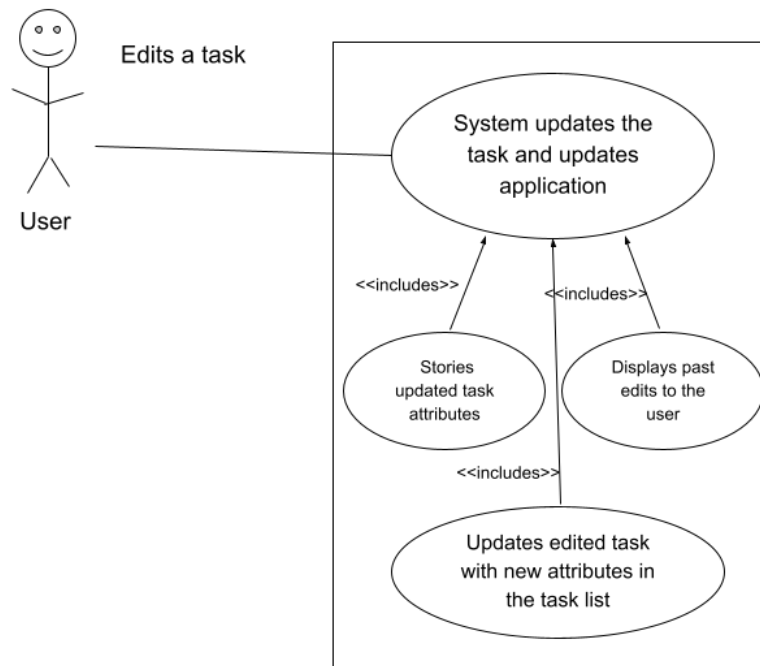 Edits a task
User
System updates the
task and updates
application
<<includes>>
<<includes>>
Stories
updated task
attributes
Displays past
edits to the
user
<<includes>>
Updates edited task
with new attributes in
the task list